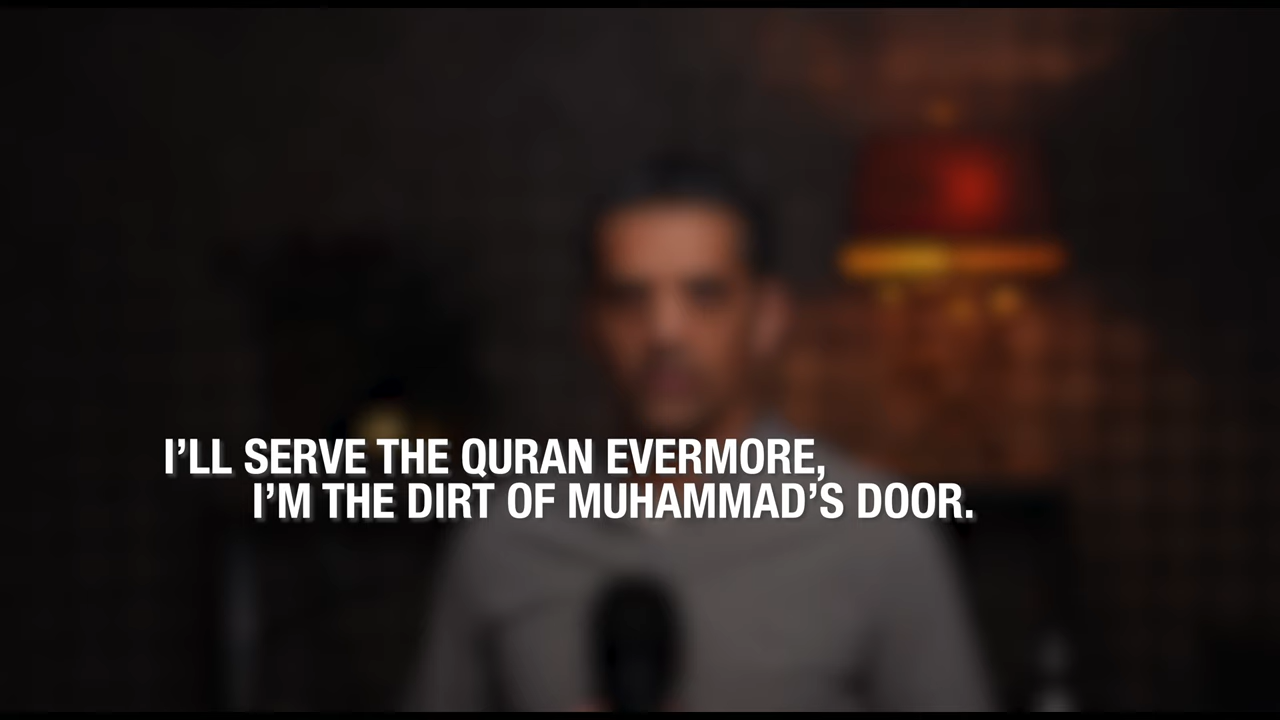 I’LL SERVE THE QURAN EVERMORE,
I’M THE DIRT OF MUHAMMAD’S DOOR.